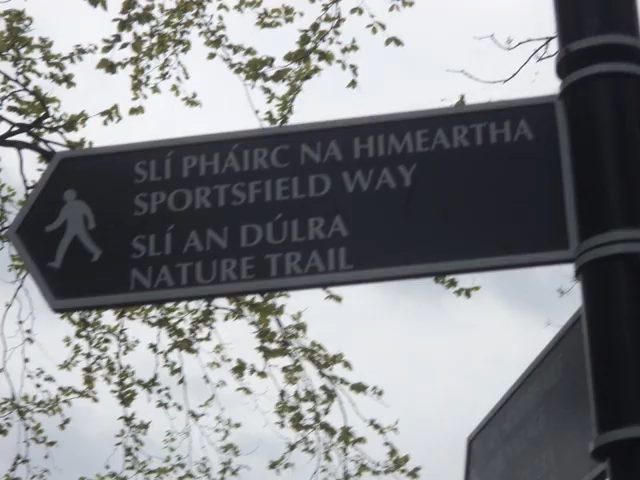 SLÍ PHÁIRC NA HIMEARTHA
SPORTSFIELD WAY
SLÍ AN DÚLRA
NATURE TRAIL